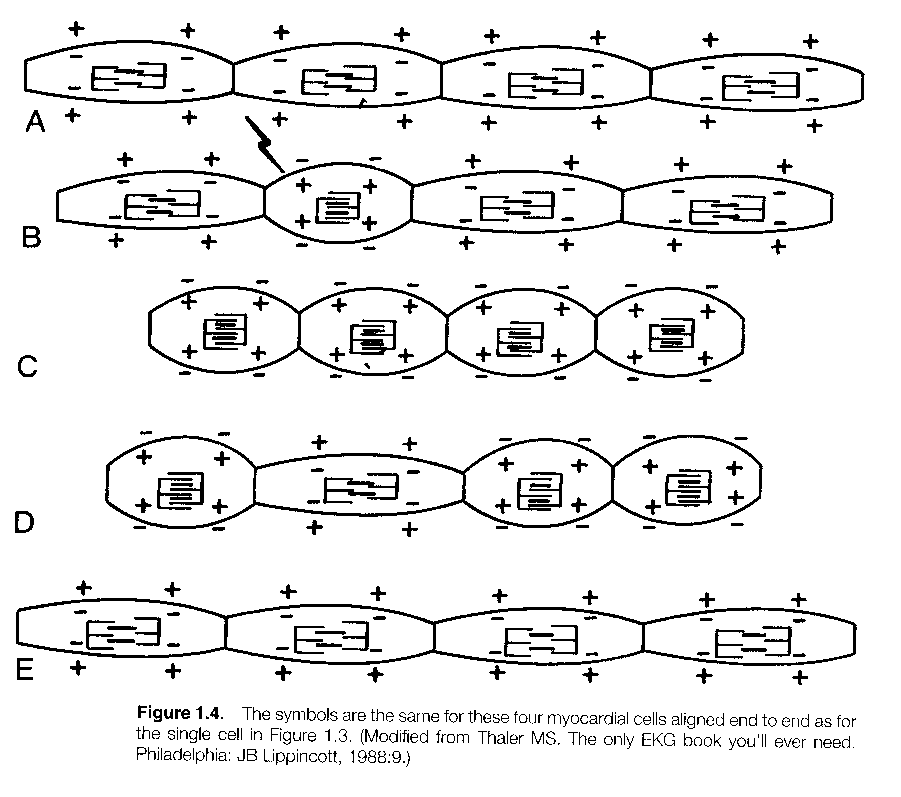 A
B
C
D
E
Figure 1.4. The symbols are the same for these four myocardial cells aligned end to end as for
the single cell in Figure 1.3. (Modified from Thaler MS. The only EKG book you'll ever need.
Philadelphia: JB Lippincott, 1988:9.)